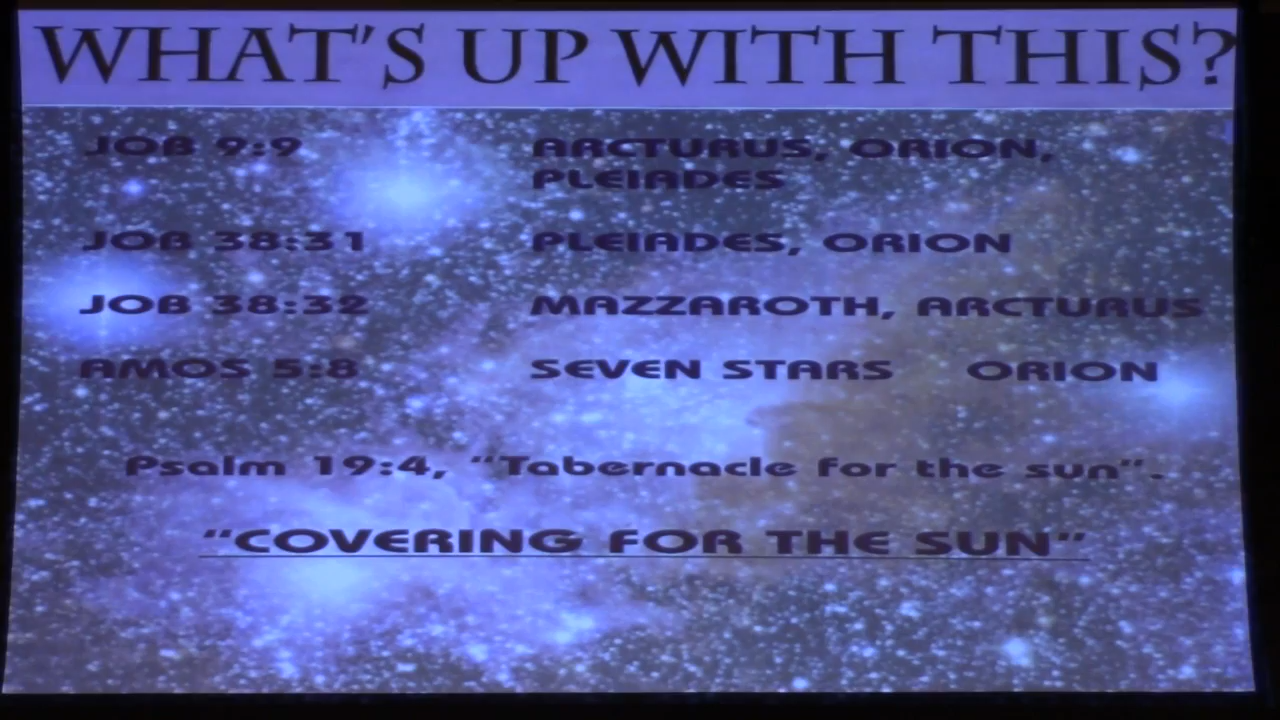 WHAT'S UP WITH THIS?
JOB 9:9 ARCTURUS, ORION,
PLEIADES
JOB 38:31 PLEIADES, ORION
JOB 38:32 MAZZAROTH, ARCTURUS
AMOS 5:8 SEVEN STARS ORION
Psalm 19:4, “Tabernacle for the sun”.
“COVERING FOR THE SUN”